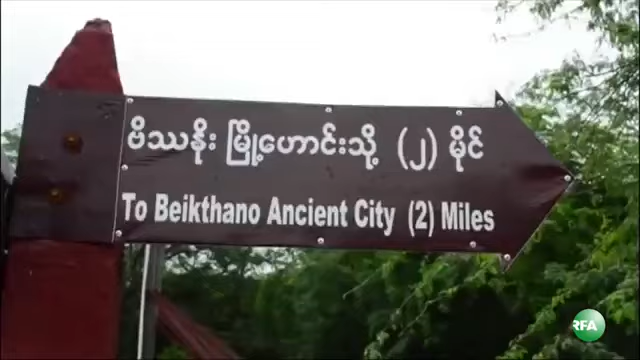 ဗိဿနိုး မြို့ဟောင်းသို့ (၂) မိုင်
To Beikthano Ancient City (2) Miles
RFA